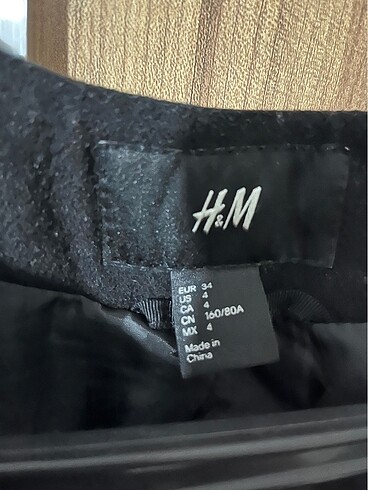 H&M
EUR 34
US 4
CA 4
CN 160/80A
MX 4
Made in
China